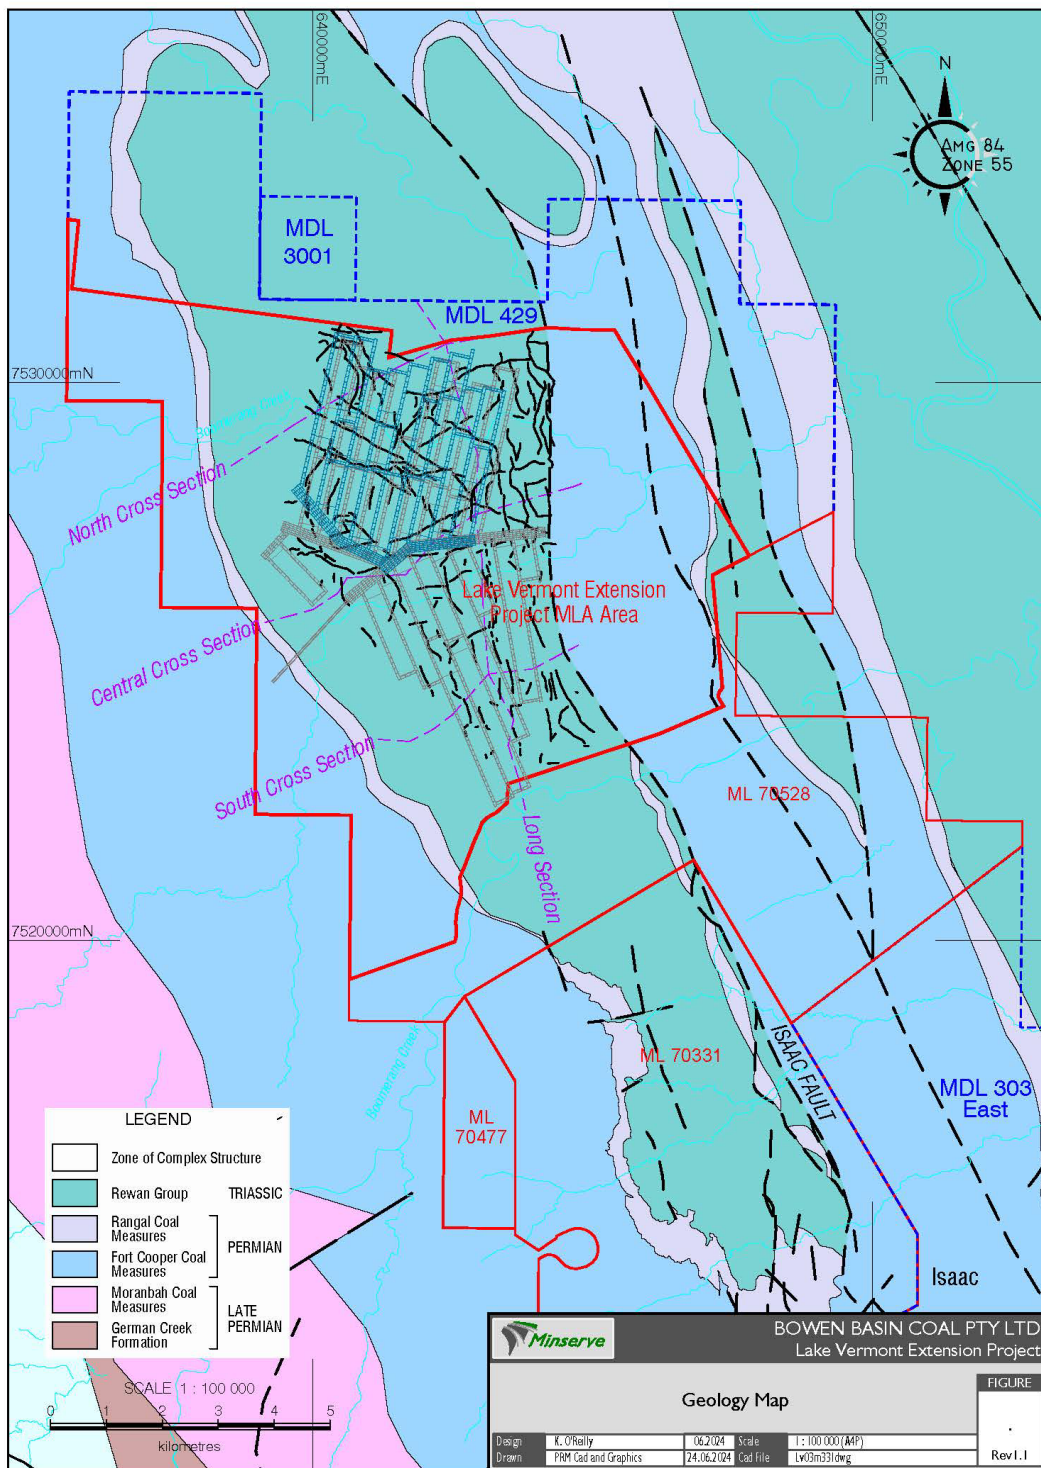 640000mE
650000mE
N
AMG 84
ZONE 55
MDL
3001
MDL 429
7530000mN
Boomerang Creek
North Cross Section
Lake Vermont Extension
Project MLA Area
Central Cross Section
South Cross Section
ML 70528
Long Section
7520000mN
ISAAC FAULT
ML 70331
Boomerang Creek
MDL 303
East
ML
70477
Isaac
LEGEND
Zone of Complex Structure
Rewan Group
TRIASSIC
Rangal Coal
Measures
PERMIAN
Fort Cooper Coal
Measures
Moranbah Coal
Measures
LATE
PERMIAN
German Creek
Formation
SCALE 1 : 100 000
0 1 2 3 4 5
kilometres
Minserve
BOWEN BASIN COAL PTY LTD
Lake Vermont Extension Project
Geology Map
FIGURE
.
Rev1.1
Design K. O'Reilly 06.2024 Scale 1 : 100 000 (A4P)
Drawn PRM Cad and Graphics 24.06.2024 Cad File Lv03m331dwg